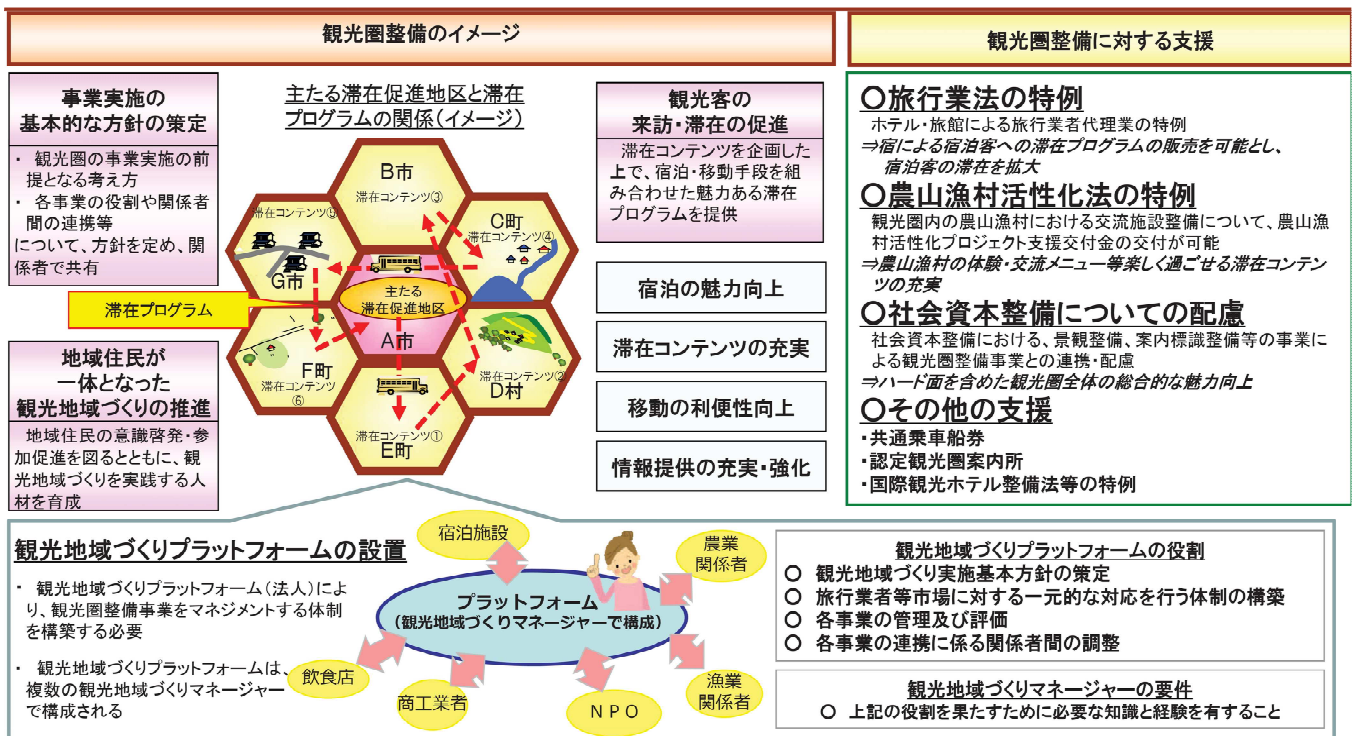 観光圏整備のイメージ
事業実施の
基本的な方針の策定
・ 観光圏の事業実施の前
提となる考え方
・ 各事業の役割や関係者
間の連携等
について、方針を定め、関
係者で共有
滞在プログラム
地域住民が
一体となった
観光地域づくりの推進
地域住民の意識啓発・参
加促進を図るとともに、観
光地域づくりを実践する人
材を育成
主たる滞在促進地区と滞在
プログラムの関係(イメージ)
B市
滞在コンテンツ③
滞在コンテンツ⑤
G市
C町
滞在コンテンツ④
主たる
滞在促進地区
A市
F町
滞在コンテンツ
⑥
滞在コンテンツ②
D村
滞在コンテンツ①
E町
観光客の
来訪・滞在の促進
滞在コンテンツを企画した
上で、宿泊・移動手段を組
み合わせた魅力ある滞在
プログラムを提供
宿泊の魅力向上
滞在コンテンツの充実
移動の利便性向上
情報提供の充実・強化
観光圏整備に対する支援
○旅行業法の特例
ホテル・旅館による旅行業者代理業の特例
⇒宿による宿泊客への滞在プログラムの販売を可能とし、
宿泊客の滞在を拡大
○農山漁村活性化法の特例
観光圏内の農山漁村における交流施設整備について、農山漁
村活性化プロジェクト支援交付金の交付が可能
⇒農山漁村の体験・交流メニュー等楽しく過ごせる滞在コンテン
ツの充実
○社会資本整備についての配慮
社会資本整備における、景観整備、案内標識整備等の事業に
よる観光圏整備事業との連携・配慮
⇒ハード面を含めた観光圏全体の総合的な魅力向上
○その他の支援
・共通乗車船券
・認定観光圏案内所
・国際観光ホテル整備法等の特例
観光地域づくりプラットフォームの設置
・ 観光地域づくりプラットフォーム(法人)によ
り、観光圏整備事業をマネジメントする体制
を構築する必要
・ 観光地域づくりプラットフォームは、
複数の観光地域づくりマネージャー
で構成される
宿泊施設
農業
関係者
プラットフォーム
(観光地域づくりマネージャーで構成)
飲食店
商工業者
NPO
漁業
関係者
観光地域づくりプラットフォームの役割
○ 観光地域づくり実施基本方針の策定
○ 旅行業者等市場に対する一元的な対応を行う体制の構築
○ 各事業の管理及び評価
○ 各事業の連携に係る関係者間の調整
観光地域づくりマネージャーの要件
○ 上記の役割を果たすために必要な知識と経験を有すること